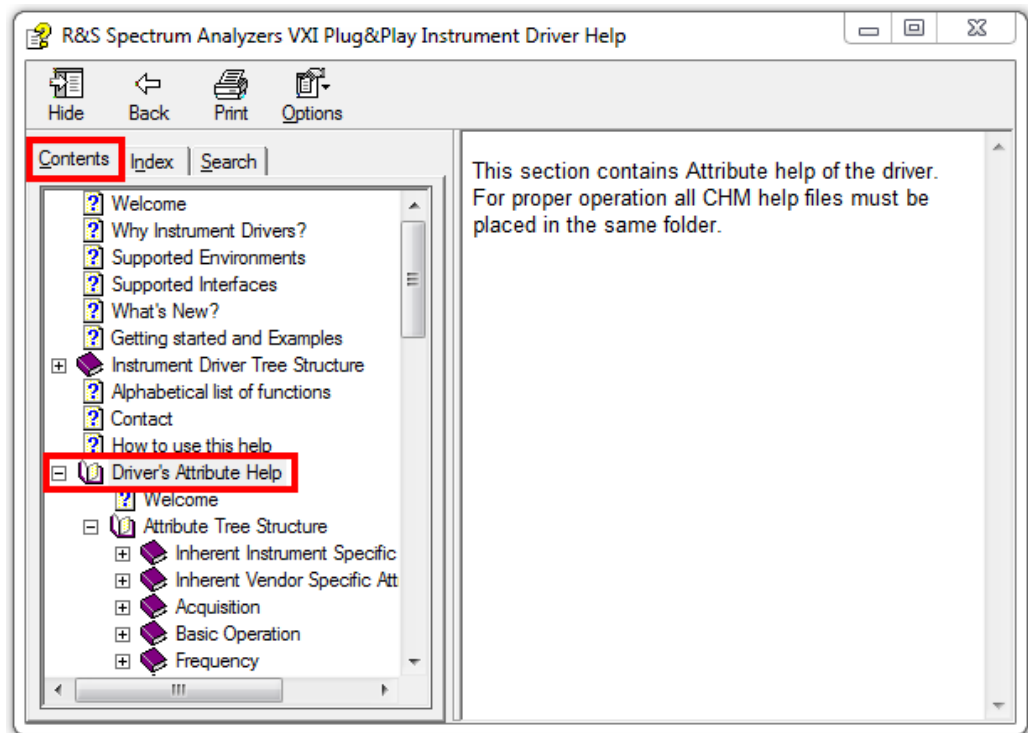 R&S Spectrum Analyzers VXI Plug&Play Instrument Driver Help
Hide Back Print Options
Contents Index Search
Welcome
Why Instrument Drivers?
Supported Environments
Supported Interfaces
What's New?
Getting started and Examples
Instrument Driver Tree Structure
Alphabetical list of functions
Contact
How to use this help
Driver's Attribute Help
Welcome
Attribute Tree Structure
Inherent Instrument Specific
Inherent Vendor Specific Att
Acquisition
Basic Operation
Frequency
This section contains Attribute help of the driver.
For proper operation all CHM help files must be
placed in the same folder.